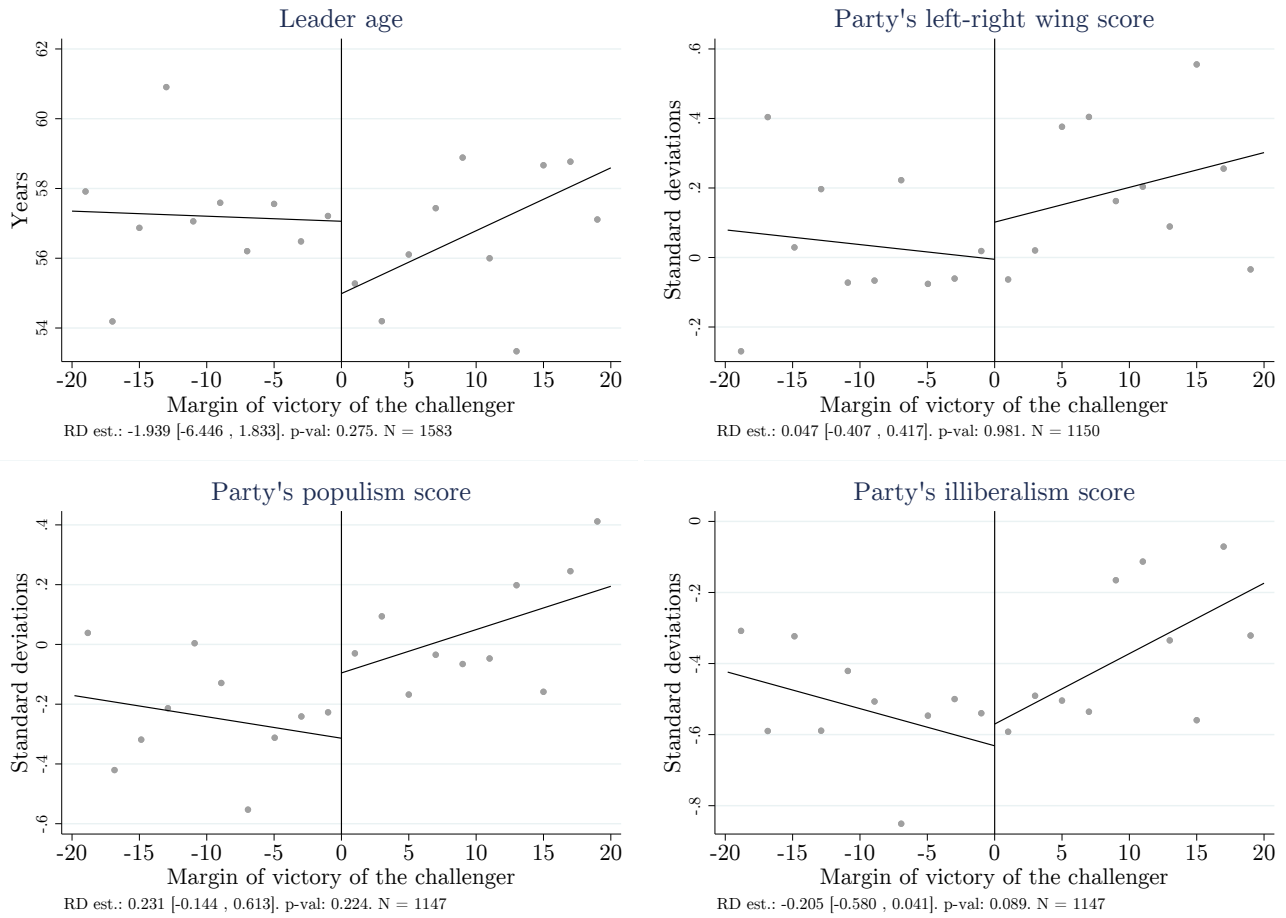 Leader age
Years
62
60
58
56
54
-20 -15 -10 -5 0 5 10 15 20
Margin of victory of the challenger
RD est.: -1.939 [-6.446 , 1.833]. p-val: 0.275. N = 1583
Party's left-right wing score
Standard deviations
.6
.4
.2
0
-.2
-20 -15 -10 -5 0 5 10 15 20
Margin of victory of the challenger
RD est.: 0.047 [-0.407 , 0.417]. p-val: 0.981. N = 1150
Party's populism score
Standard deviations
.4
.2
0
-.2
-.4
-.6
-20 -15 -10 -5 0 5 10 15 20
Margin of victory of the challenger
RD est.: 0.231 [-0.144 , 0.613]. p-val: 0.224. N = 1147
Party's illiberalism score
Standard deviations
0
-.2
-.4
-.6
-.8
-20 -15 -10 -5 0 5 10 15 20
Margin of victory of the challenger
RD est.: -0.205 [-0.580 , 0.041]. p-val: 0.089. N = 1147